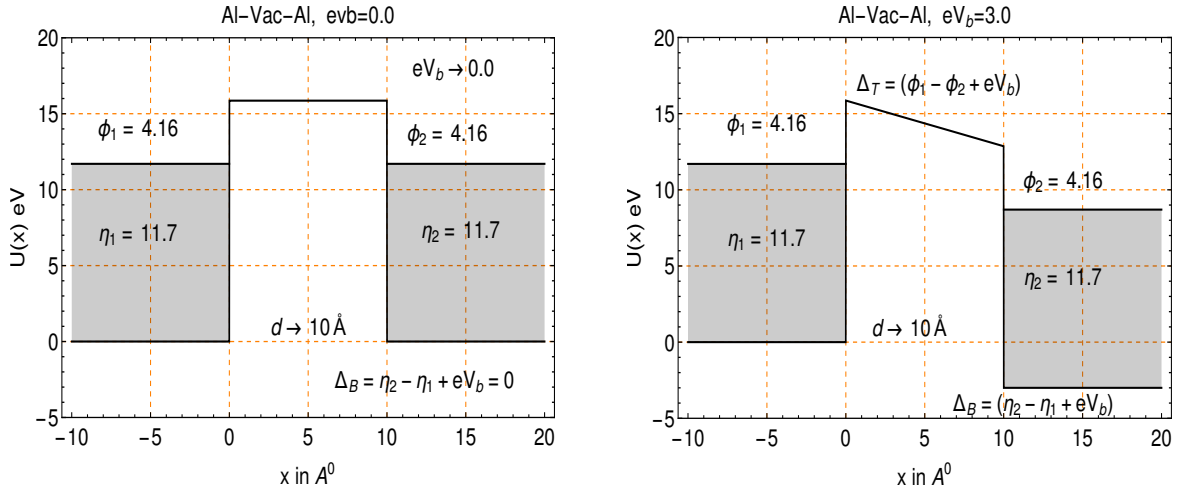 Al−Vac−Al, evb=0.0
U(x) eV
20
15
10
5
0
−5
eV_b → 0.0
ϕ_1 = 4.16
ϕ_2 = 4.16
η_1 = 11.7
η_2 = 11.7
d → 10 Å
Δ_B = η_2 − η_1 + eV_b = 0
−10 −5 0 5 10 15 20
x in A^0
Al−Vac−Al, eV_b=3.0
U(x) eV
20
15
10
5
0
−5
Δ_T = (ϕ_1 − ϕ_2 + eV_b)
ϕ_1 = 4.16
ϕ_2 = 4.16
η_1 = 11.7
η_2 = 11.7
d → 10 Å
Δ_B = (η_2 − η_1 + eV_b)
−10 −5 0 5 10 15 20
x in A^0